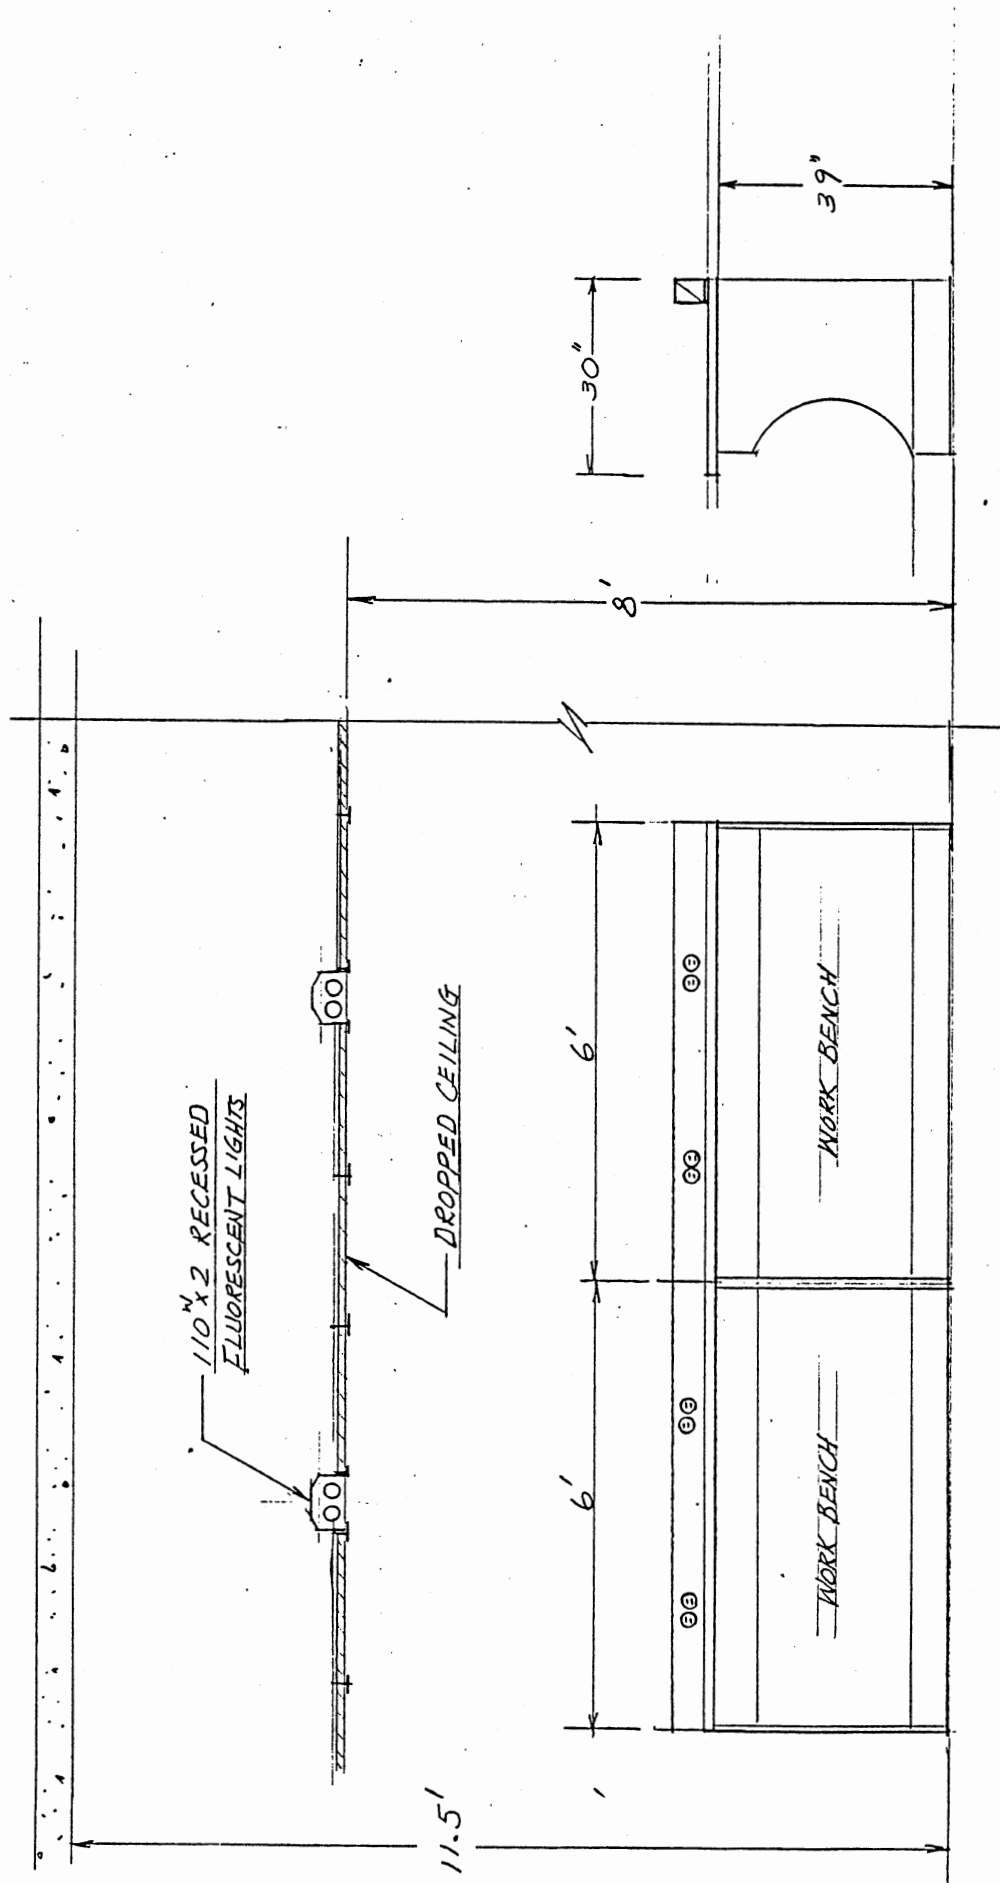 110ᵂ x 2 RECESSED
FLUORESCENT LIGHTS
DROPPED CEILING
11.5'
8'
6'
6'
30"
39"
WORK BENCH
WORK BENCH